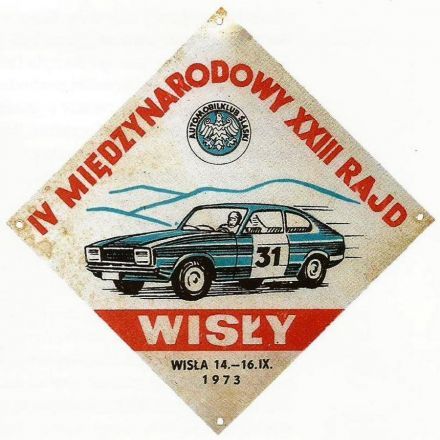 IV MIĘDZYNARODOWY XXIII RAJD
AUTOMOBILKLUB ŚLĄSKI
31
WISŁY
WISŁA 14.–16.IX.
1973